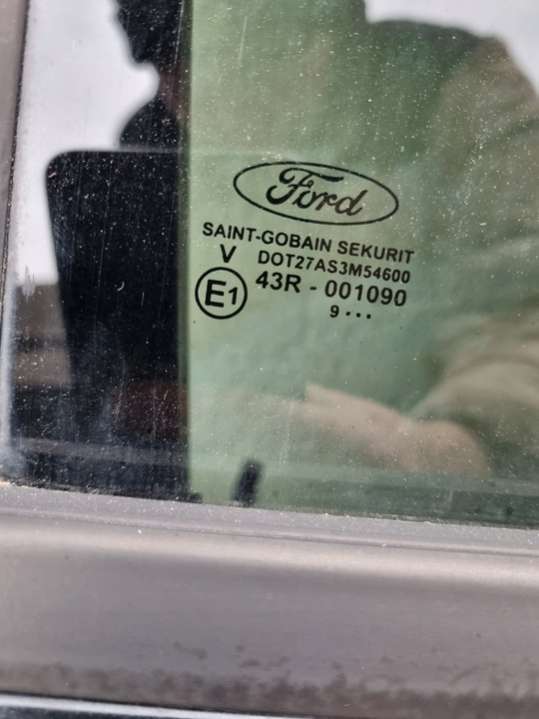 Ford
SAINT-GOBAIN SEKURIT
V DOT27AS3M54600
E1 43R - 001090
9 •••